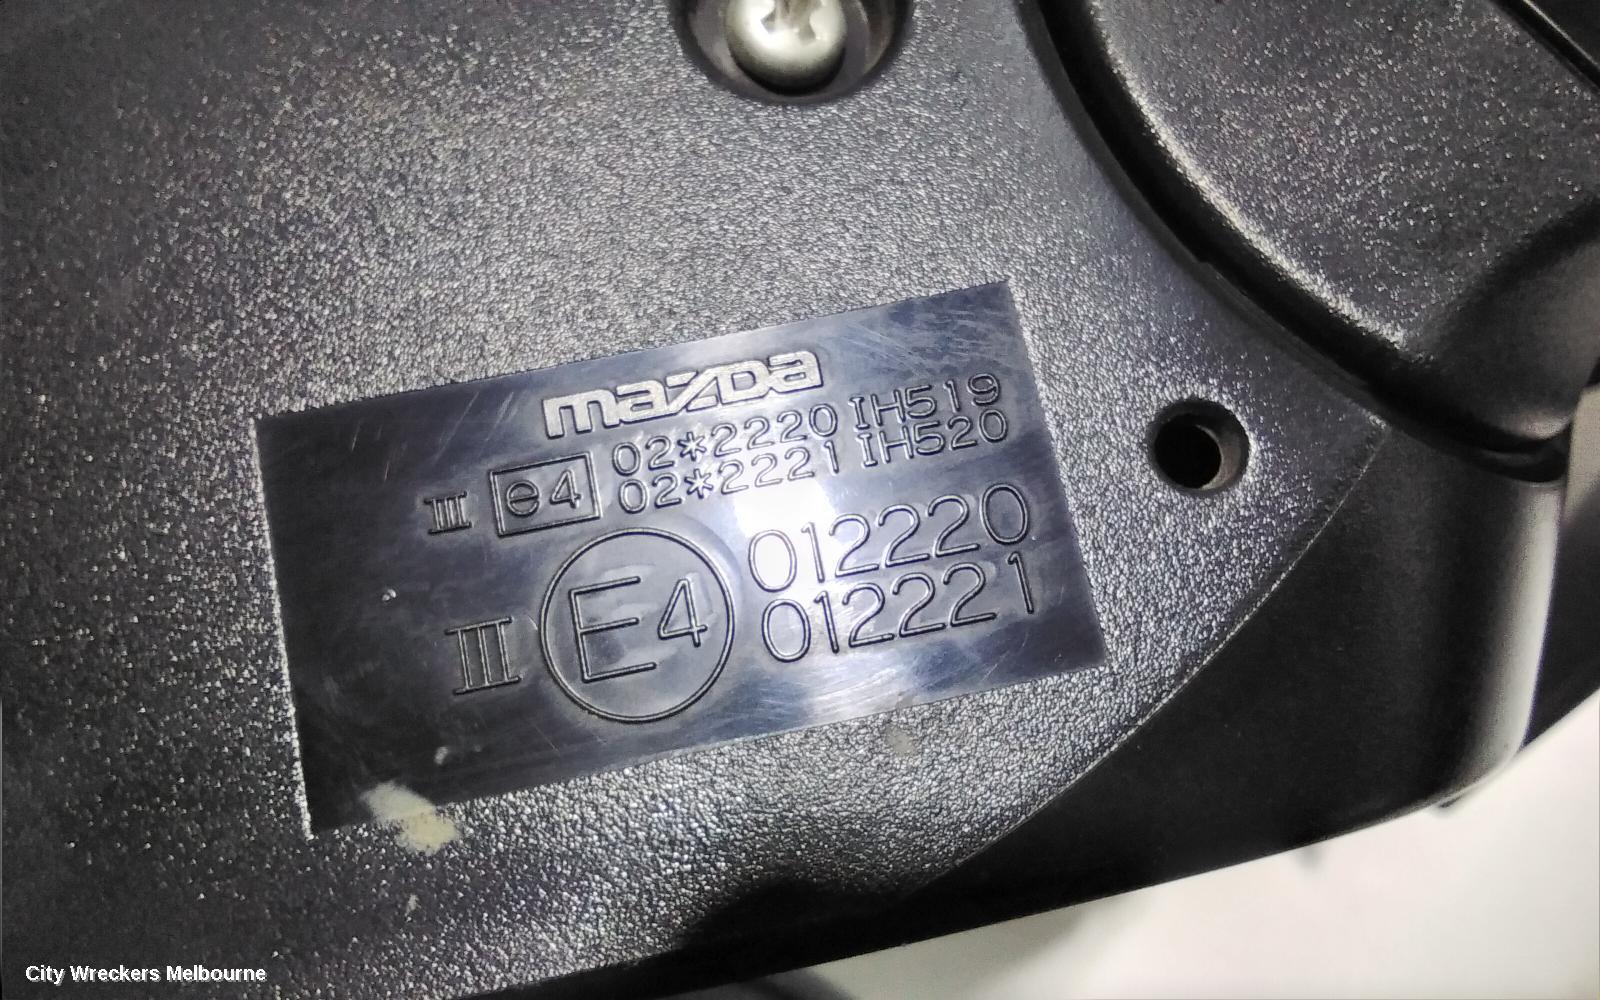 mazda
02*2220 IH519
III e4 02*2221 IH520
012220
III E4 012221
City Wreckers Melbourne